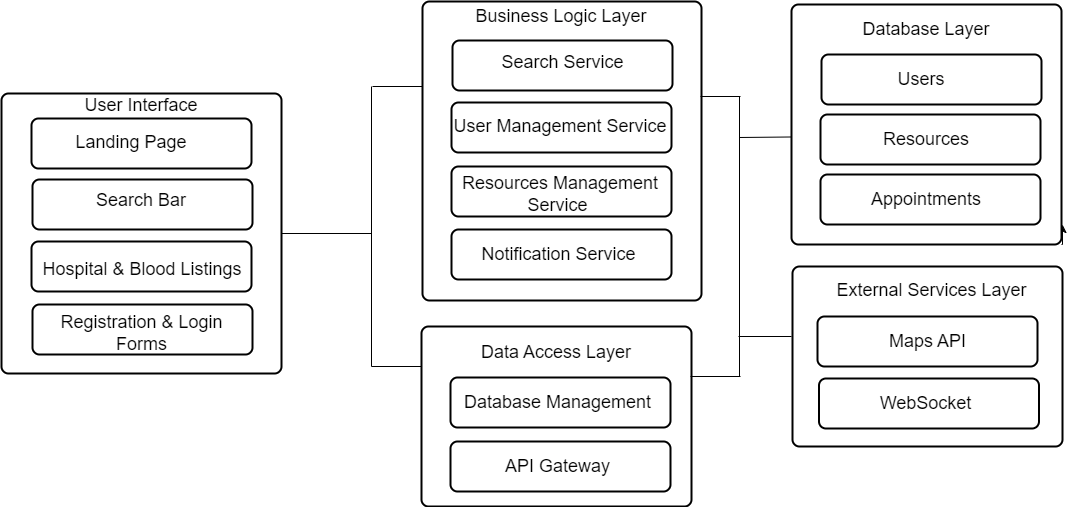 User Interface
Landing Page
Search Bar
Hospital & Blood Listings
Registration & Login
Forms
Business Logic Layer
Search Service
User Management Service
Resources Management
Service
Notification Service
Data Access Layer
Database Management
API Gateway
Database Layer
Users
Resources
Appointments
External Services Layer
Maps API
WebSocket